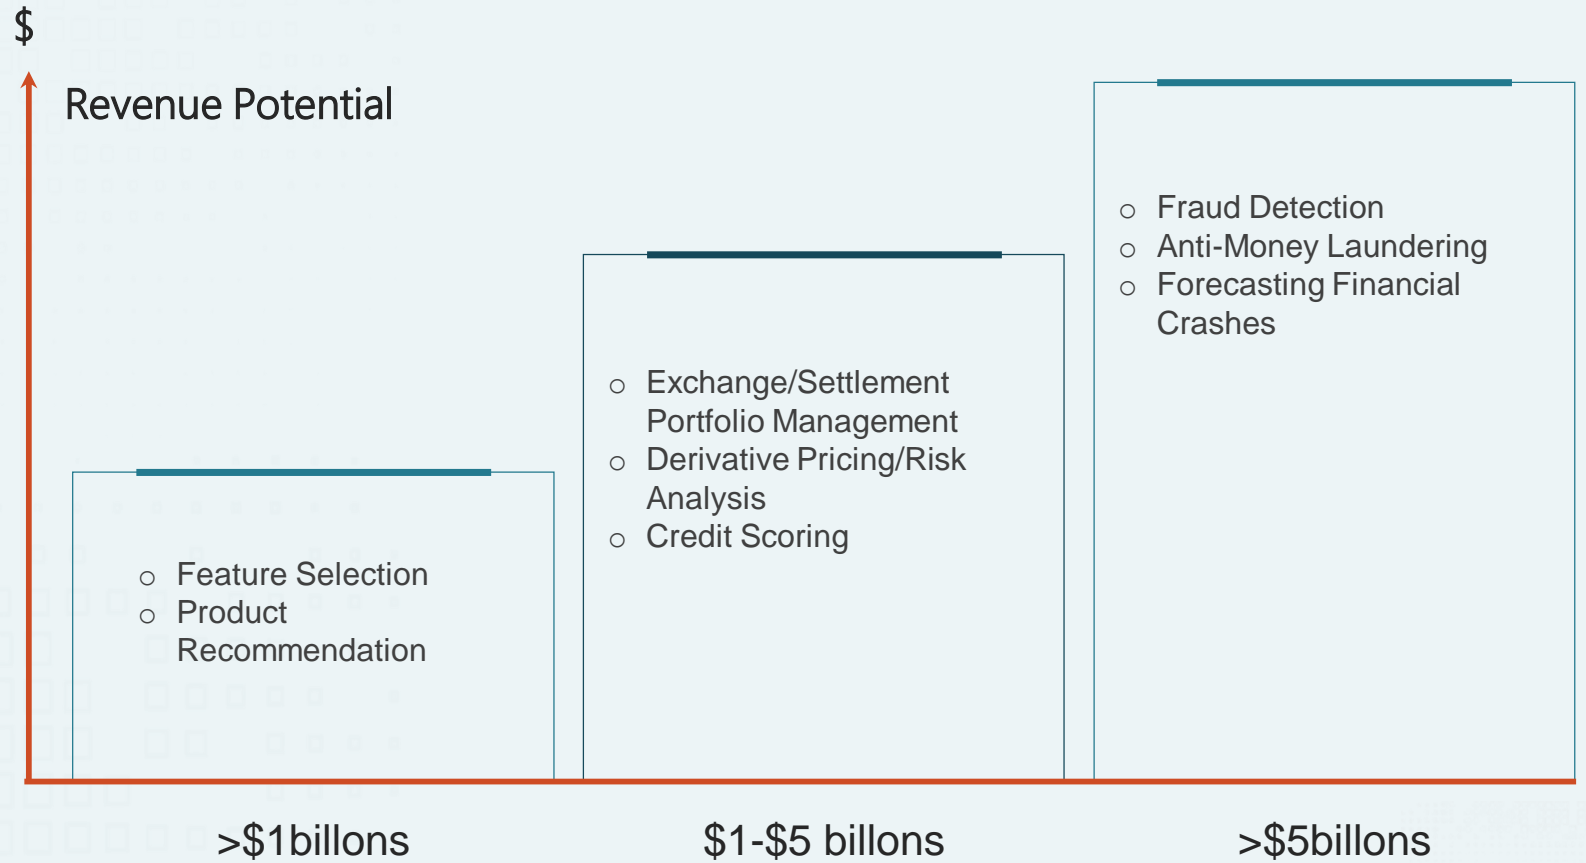 $
Revenue Potential
○ Fraud Detection
○ Anti-Money Laundering
○ Forecasting Financial
Crashes
○ Exchange/Settlement
Portfolio Management
○ Derivative Pricing/Risk
Analysis
○ Credit Scoring
○ Feature Selection
○ Product
Recommendation
>$1billons
$1-$5 billons
>$5billons